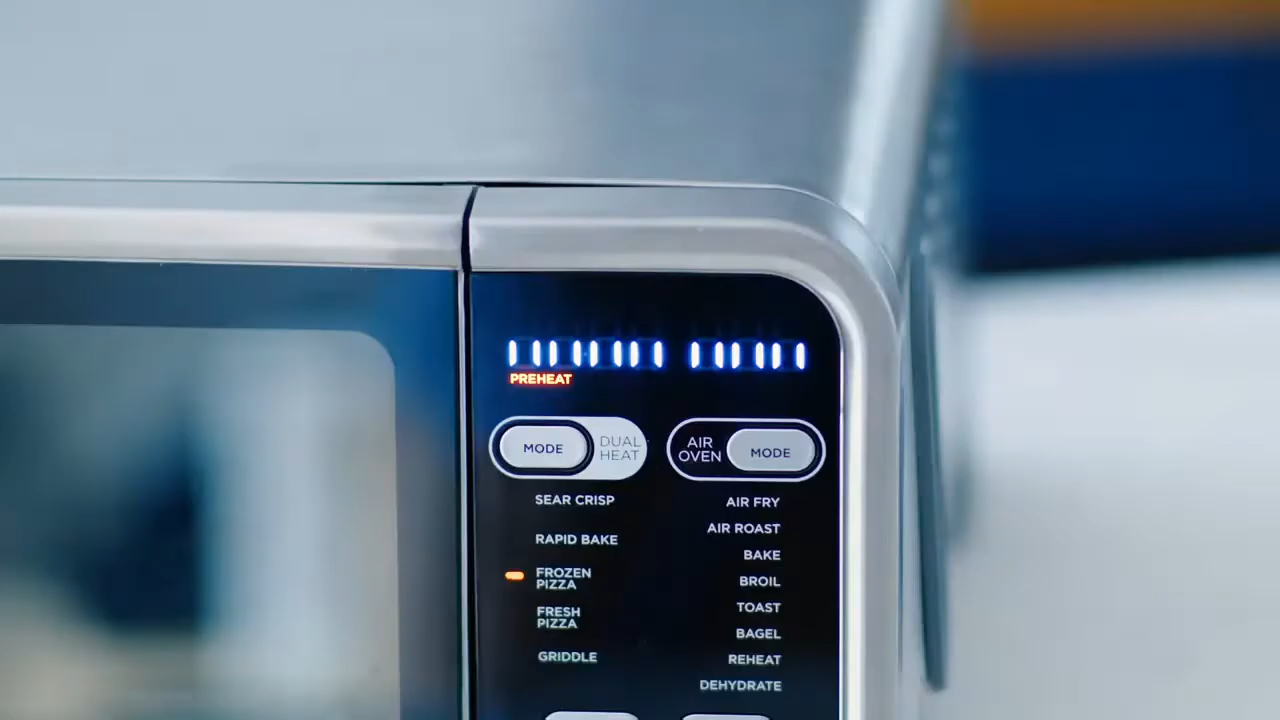 PREHEAT
MODE
DUAL
HEAT
AIR
OVEN
MODE
SEAR CRISP
RAPID BAKE
FROZEN
PIZZA
FRESH
PIZZA
GRIDDLE
AIR FRY
AIR ROAST
BAKE
BROIL
TOAST
BAGEL
REHEAT
DEHYDRATE